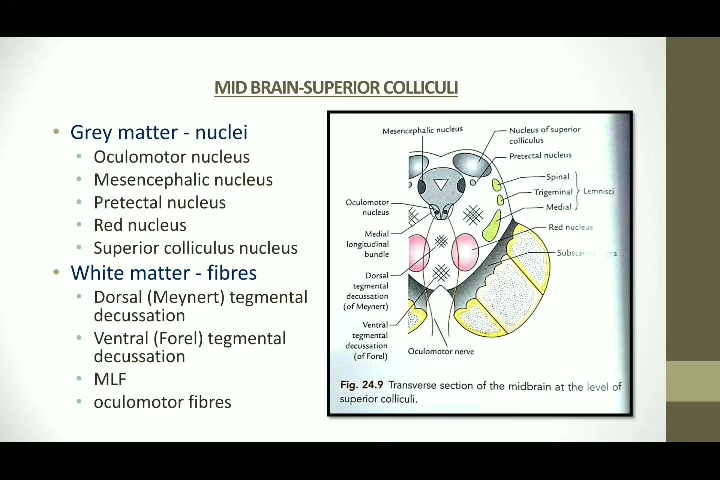 MID BRAIN-SUPERIOR COLLICULI
• Grey matter - nuclei
• Oculomotor nucleus
• Mesencephalic nucleus
• Pretectal nucleus
• Red nucleus
• Superior colliculus nucleus
• White matter - fibres
• Dorsal (Meynert) tegmental
decussation
• Ventral (Forel) tegmental
decussation
• MLF
• oculomotor fibres
Mesencephalic nucleus
Nucleus of superior
colliculus
Pretectal nucleus
Spinal
Trigeminal
Lemnisci
Medial
Oculomotor
nucleus
Red nucleus
Medial
longitudinal
bundle
Dorsal
tegmental
decussation
(of Meynert)
Ventral
tegmental
decussation
(of Forel)
Oculomotor nerve
Fig. 24.9 Transverse section of the midbrain at the level of
superior colliculi.